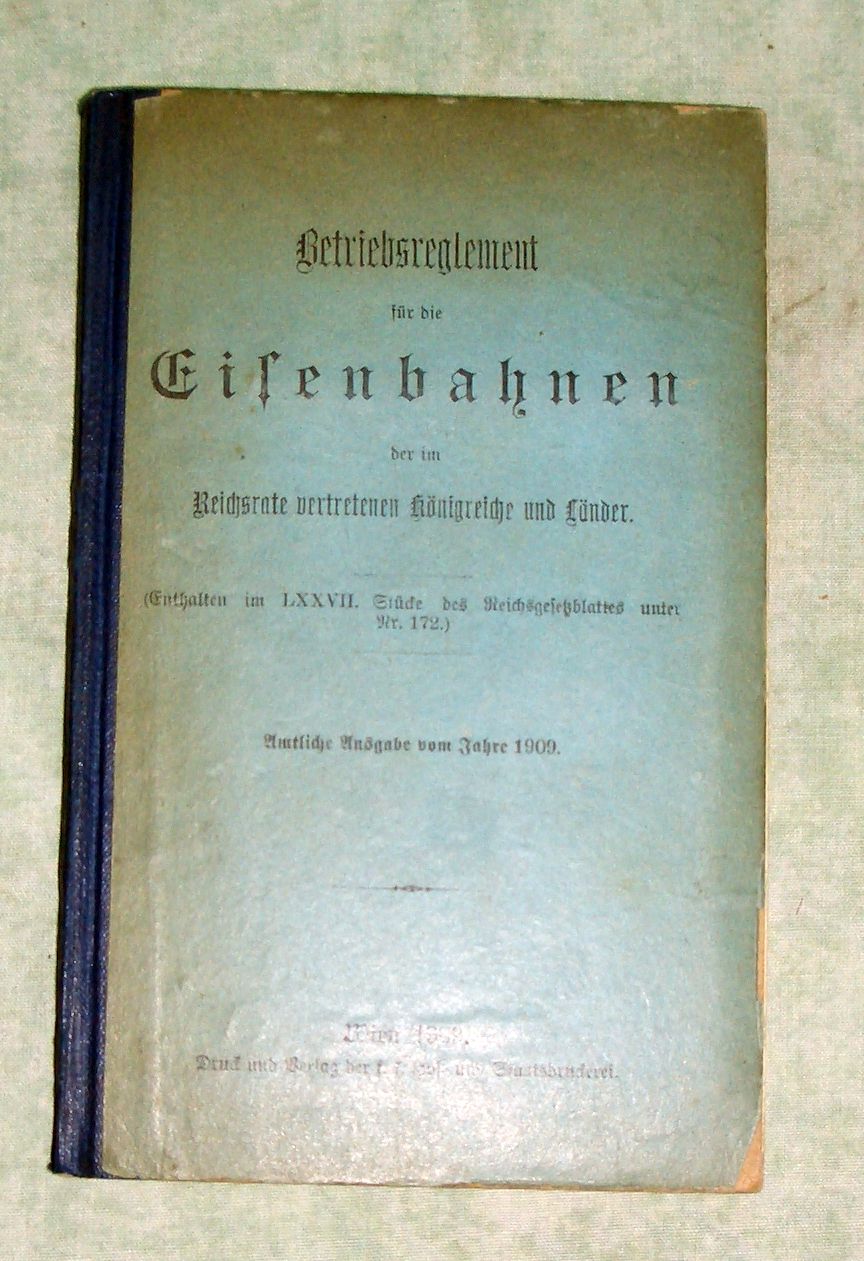 Betriebsreglement
für die
Eiſenbahnen
der im
Reichsrate vertretenen Königreiche und Länder.
(Enthalten im LXXVII. Stücke des Reichsgeſetzblattes unter
Nr. 172.)
Amtliche Ausgabe vom Jahre 1909.
Wien
Druck und Verlag der k. k. Hof- und Staatsdruckerei.